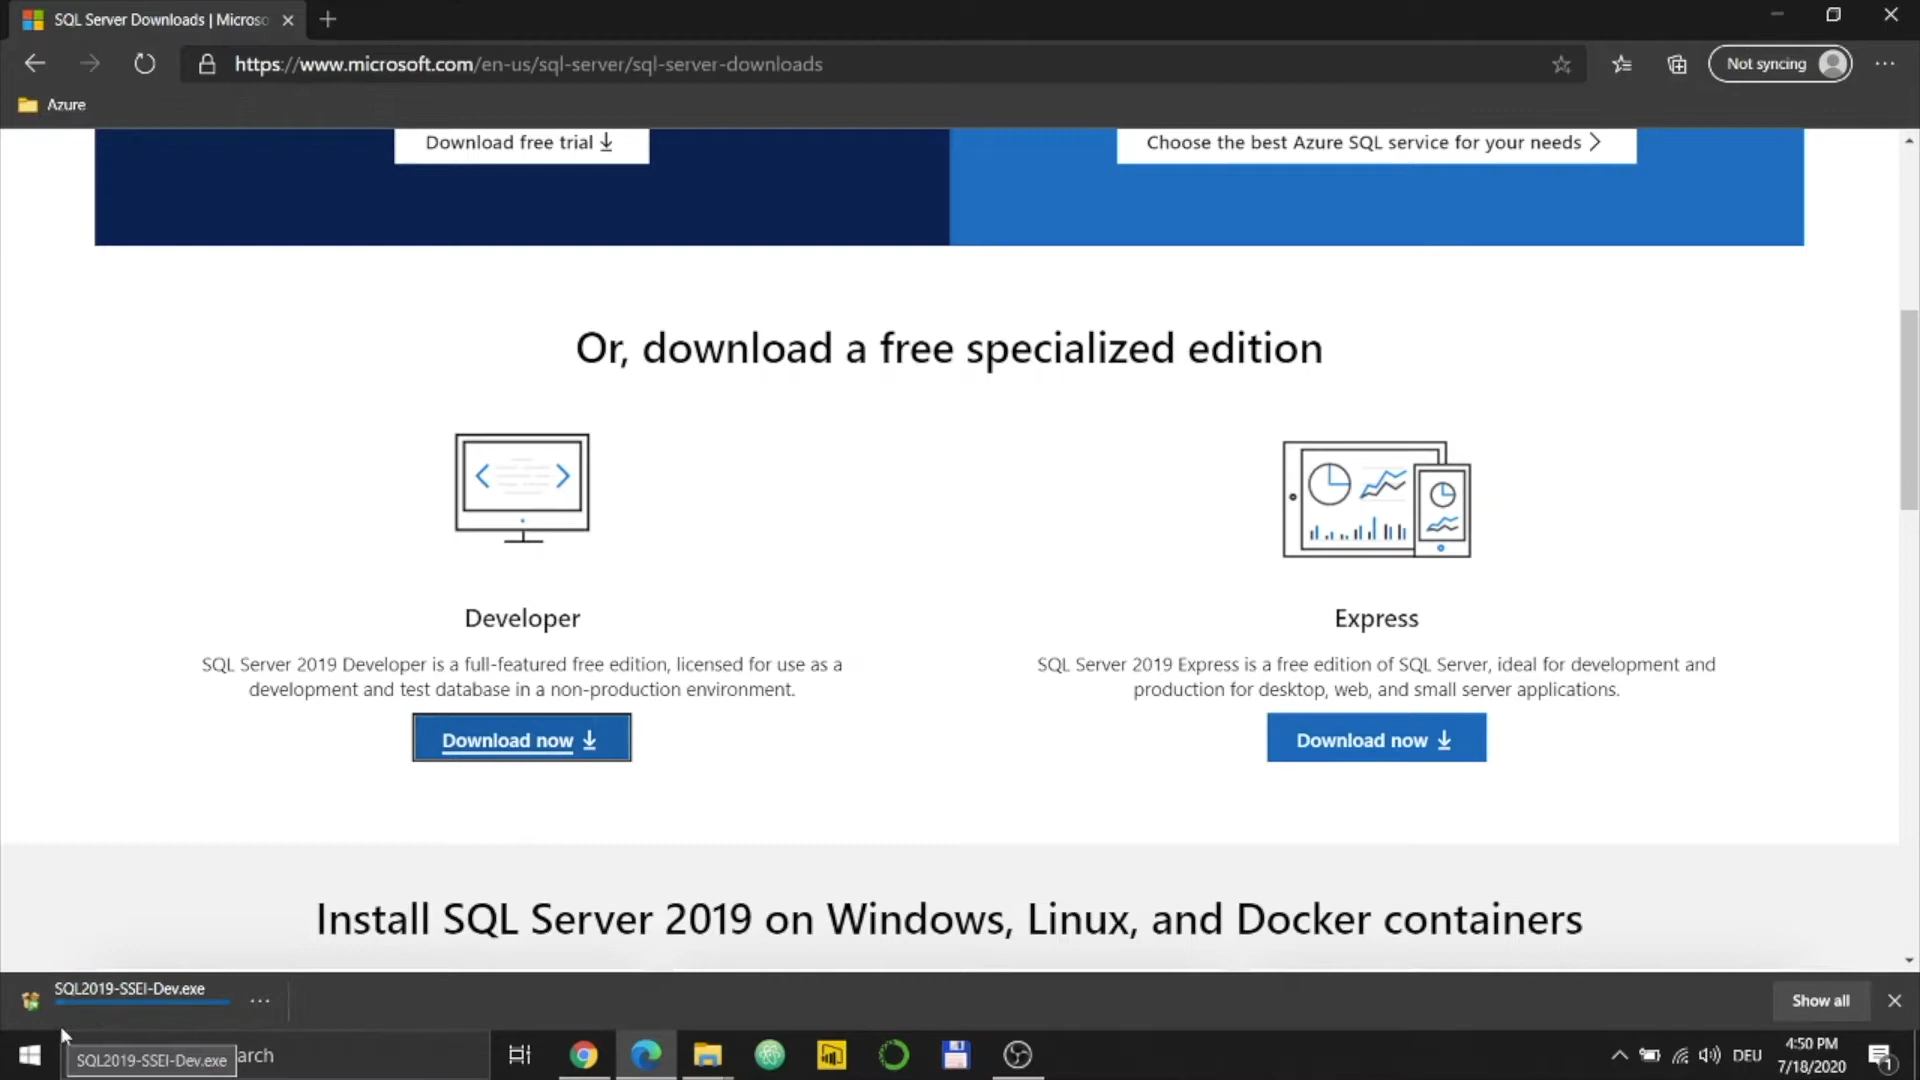 SQL Server Downloads | Microso
https://www.microsoft.com/en-us/sql-server/sql-server-downloads
Not syncing
Azure
Download free trial
Choose the best Azure SQL service for your needs
Or, download a free specialized edition
Developer
SQL Server 2019 Developer is a full-featured free edition, licensed for use as a
development and test database in a non-production environment.
Download now
Express
SQL Server 2019 Express is a free edition of SQL Server, ideal for development and
production for desktop, web, and small server applications.
Download now
Install SQL Server 2019 on Windows, Linux, and Docker containers
SQL2019-SSEI-Dev.exe
Show all
SQL2019-SSEI-Dev.exe
arch
DEU
4:50 PM
7/18/2020
1